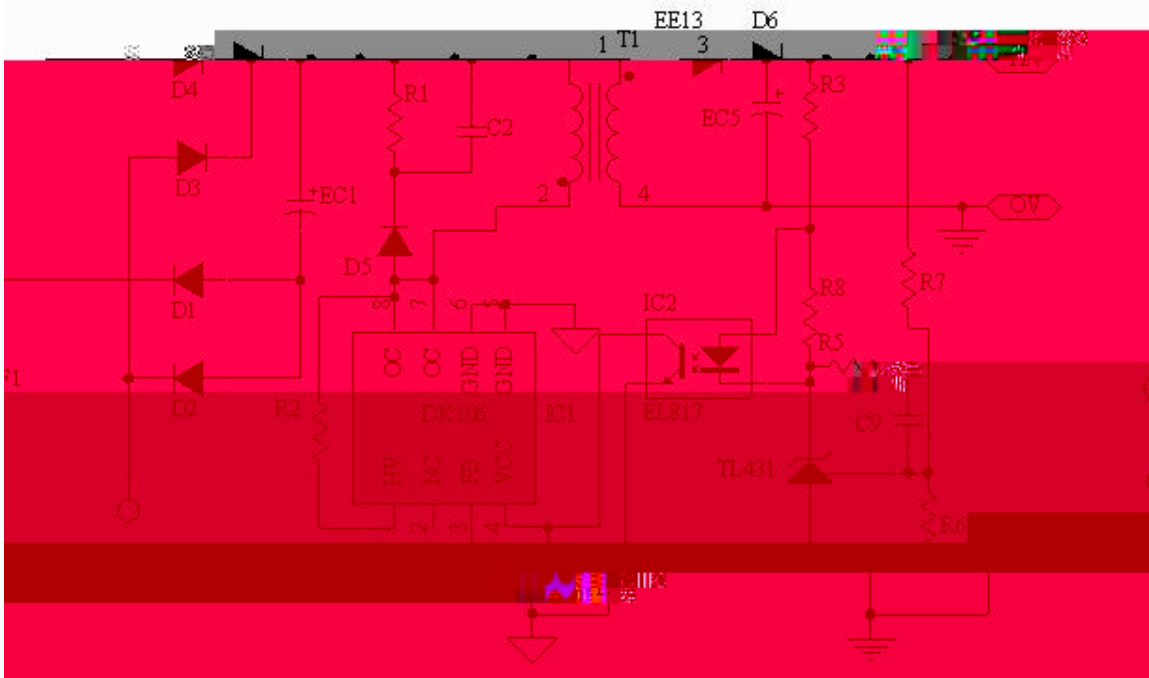 EE13 D6
1 T1 3
D4 R1 R3
C2 EC5
D3
+EC1 2 4 0V
D5 R7
D1 8 7 6 5 IC2 R8
R5
OC OC GND GND
D2 R2 DK106 IC1 EL817 C9
HV NC FB VCC TL431
2 3 4 R6